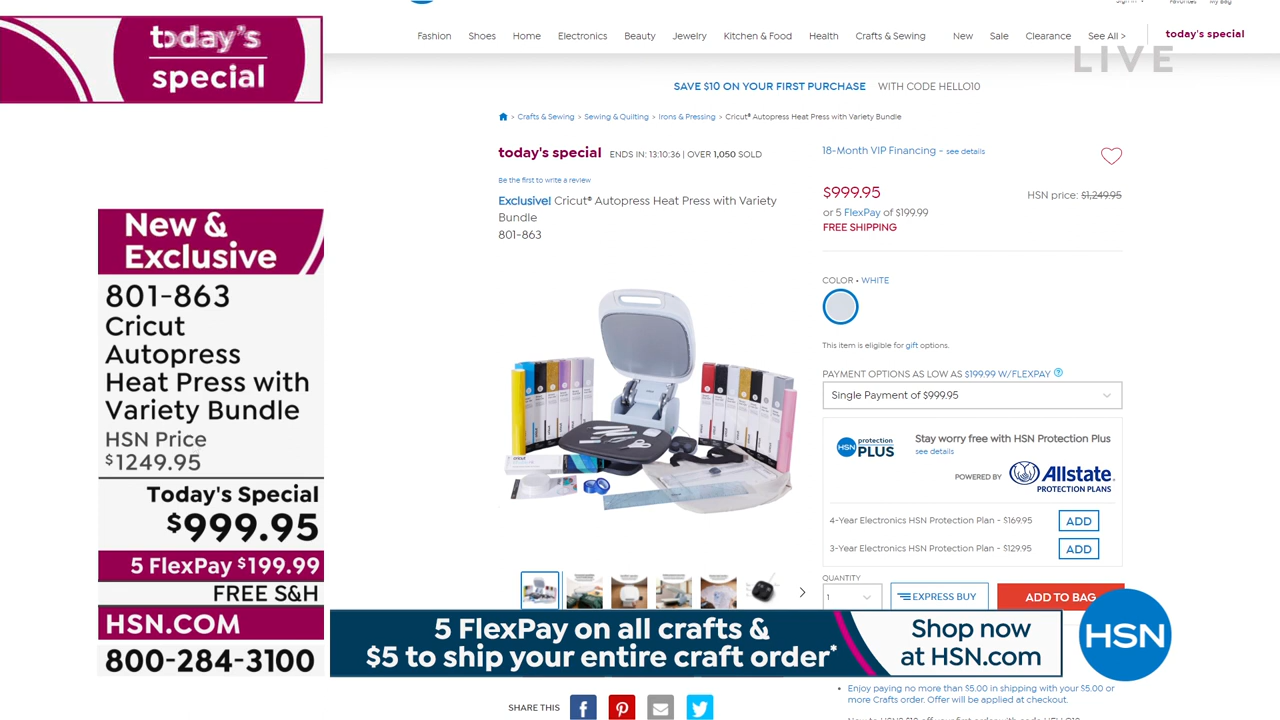 today's
special
New &
Exclusive
801-863
Cricut
Autopress
Heat Press with
Variety Bundle
HSN Price
$1249.95
Today's Special
$999.95
5 FlexPay $199.99
FREE S&H
HSN.COM
800-284-3100
Favorites
My Bag
Fashion Shoes Home Electronics Beauty Jewelry Kitchen & Food Health Crafts & Sewing New Sale Clearance See All > today's special
LIVE
SAVE $10 ON YOUR FIRST PURCHASE WITH CODE HELLO10
> Crafts & Sewing > Sewing & Quilting > Irons & Pressing > Cricut® Autopress Heat Press with Variety Bundle
today's special ENDS IN: 13:10:36 | OVER 1,050 SOLD
Be the first to write a review
Exclusive! Cricut® Autopress Heat Press with Variety
Bundle
801-863
18-Month VIP Financing - see details
$999.95 HSN price: $1,249.95
or 5 FlexPay of $199.99
FREE SHIPPING
COLOR • WHITE
This item is eligible for gift options.
PAYMENT OPTIONS AS LOW AS $199.99 W/FLEXPAY ?
Single Payment of $999.95
HSN protection PLUS
Stay worry free with HSN Protection Plus
see details
POWERED BY Allstate.
PROTECTION PLANS
4-Year Electronics HSN Protection Plan - $169.95 ADD
3-Year Electronics HSN Protection Plan - $129.95 ADD
QUANTITY
1 EXPRESS BUY ADD TO BAG
5 FlexPay on all crafts &
$5 to ship your entire craft order*
Shop now
at HSN.com
HSN
• Enjoy paying no more than $5.00 in shipping with your $5.00 or
more Crafts order. Offer will be applied at checkout.
SHARE THIS